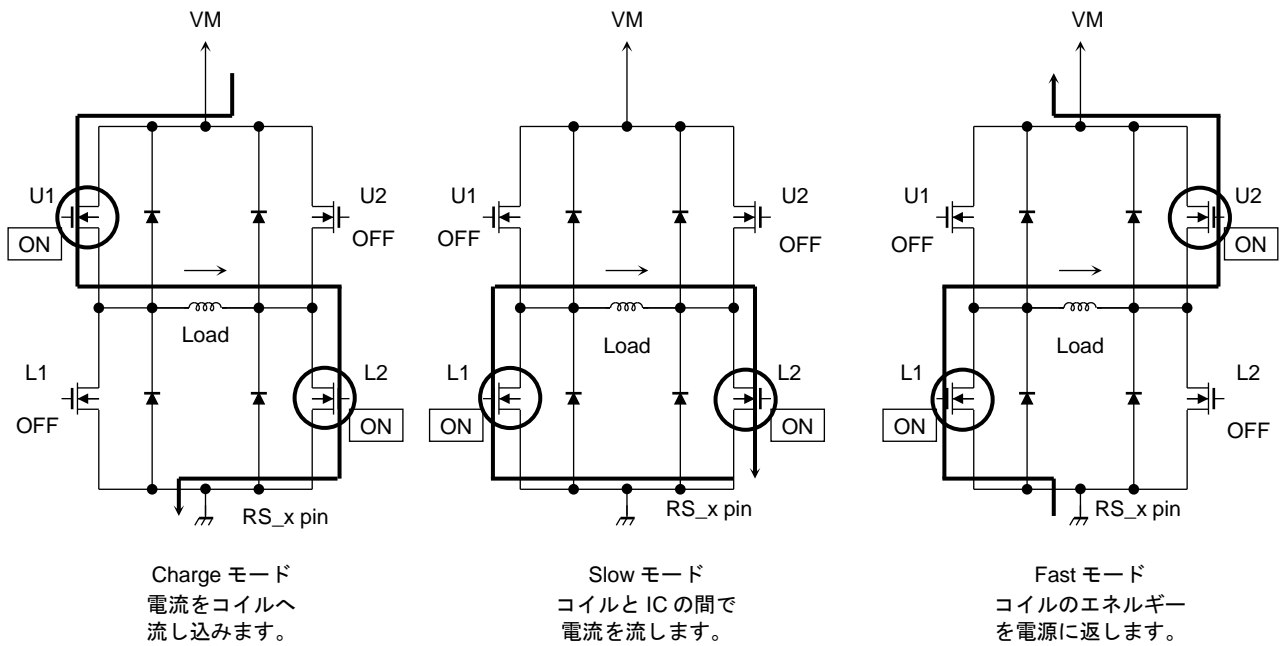 VM
U1
ON
U2
OFF
Load
L1
OFF
L2
ON
RS_x pin
Charge モード
電流をコイルへ
流し込みます。
VM
U1
OFF
U2
OFF
Load
L1
ON
L2
ON
RS_x pin
Slow モード
コイルと IC の間で
電流を流します。
VM
U1
OFF
U2
ON
Load
L1
ON
L2
OFF
RS_x pin
Fast モード
コイルのエネルギー
を電源に返します。